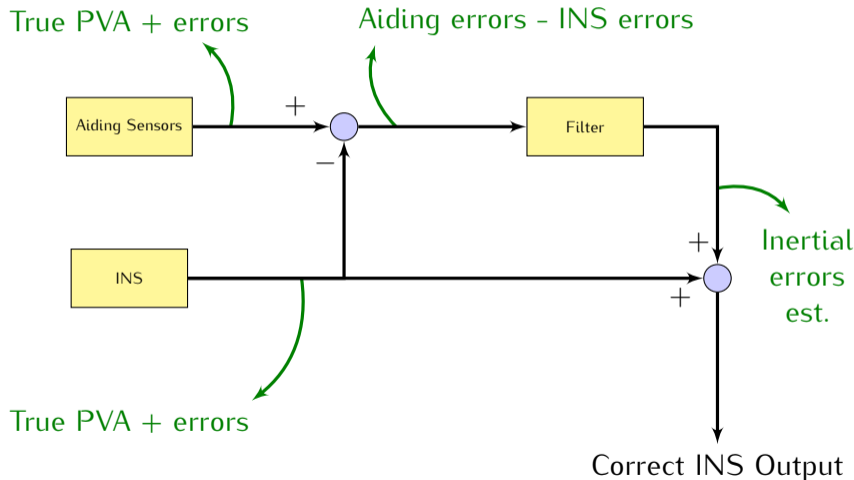 True PVA + errors
Aiding errors - INS errors
Aiding Sensors
+
−
Filter
INS
+
+
Inertial
errors
est.
True PVA + errors
Correct INS Output